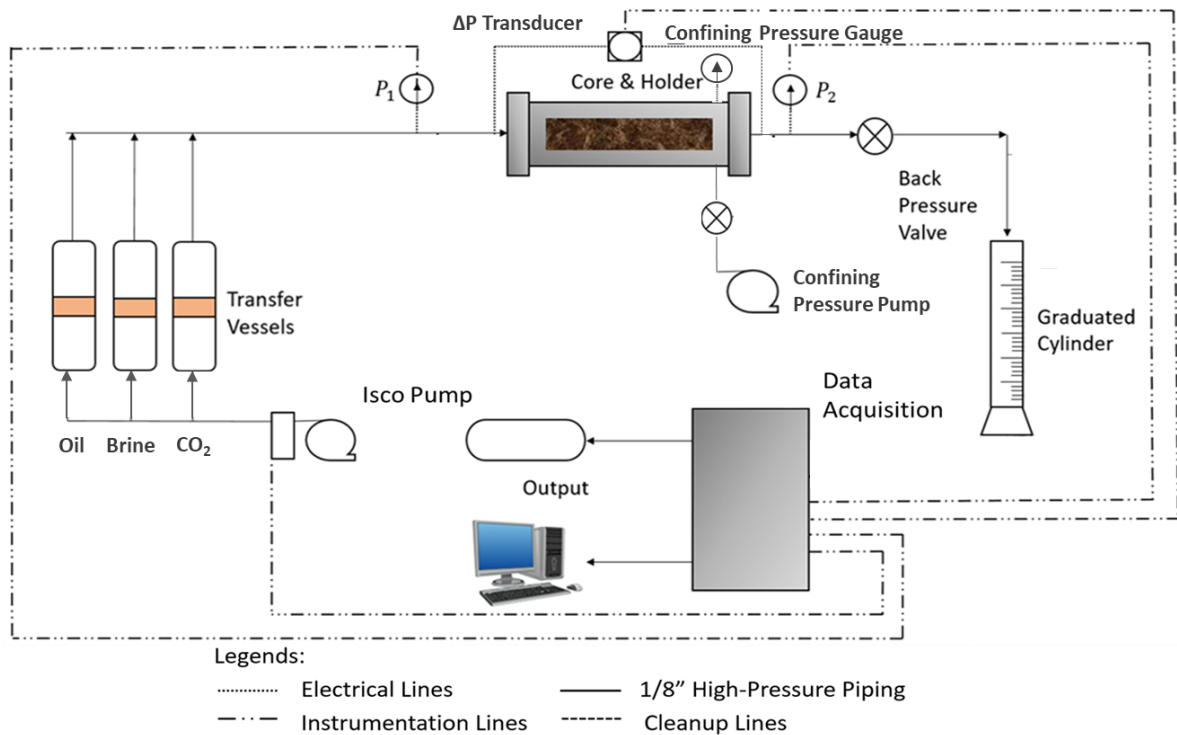 ΔP Transducer
Confining Pressure Gauge
P₁
Core & Holder
P₂
Back
Pressure
Valve
Transfer
Vessels
Confining
Pressure Pump
Graduated
Cylinder
Isco Pump
Data
Acquisition
Oil Brine CO₂
Output
Legends:
Electrical Lines
1/8” High-Pressure Piping
Instrumentation Lines
Cleanup Lines